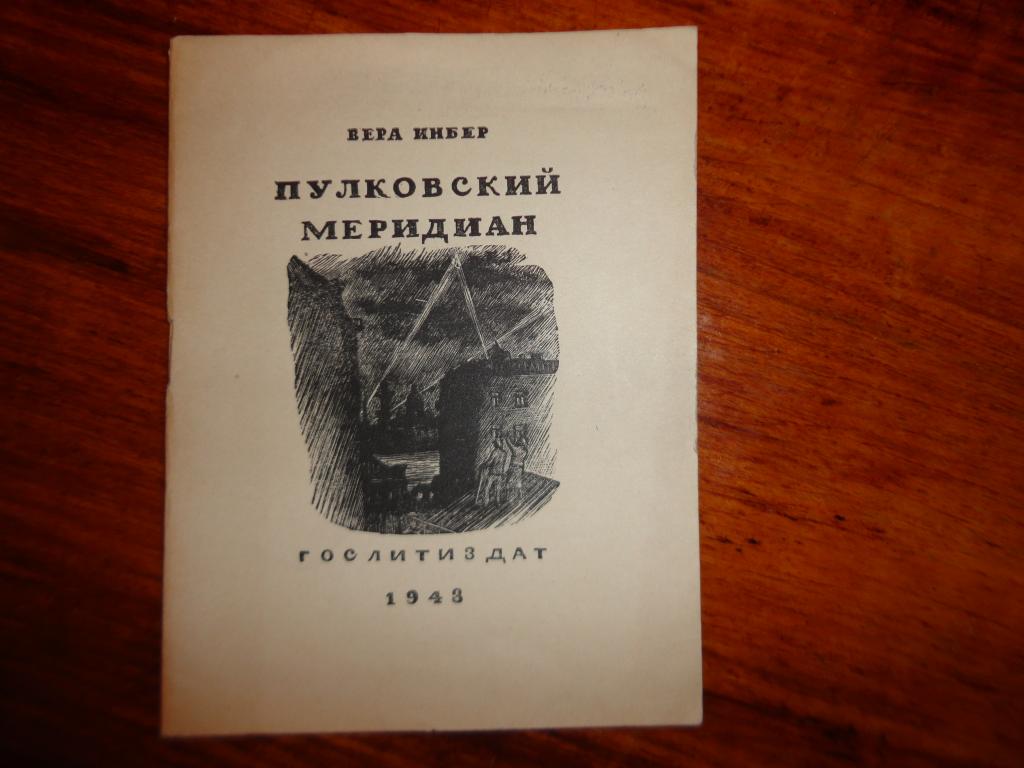 ВЕРА ИНБЕР
ПУЛКОВСКИЙ
МЕРИДИАН
ГОСЛИТИЗДАТ
1943